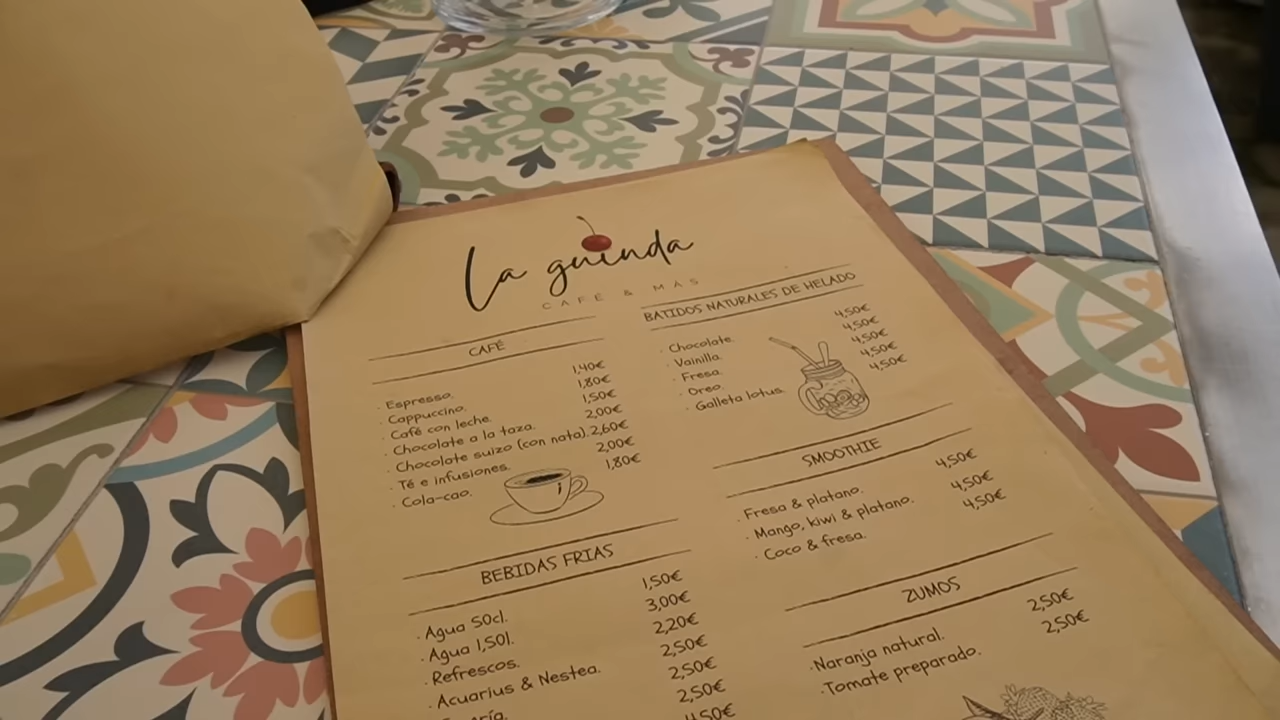 La guinda
CAFÉ & MÁS
CAFÉ
· Espresso. 1,40€
· Cappuccino. 1,80€
· Café con leche. 1,50€
· Chocolate a la taza. 2,00€
· Chocolate suizo (con nata). 2,60€
· Té e infusiones. 2,00€
· Cola-cao. 1,80€
BEBIDAS FRIAS
· Agua 50cl. 1,50€
· Agua 1,50l. 3,00€
· Refrescos. 2,20€
· Acuarius & Nestea. 2,50€
2,50€
2,50€
4,50€
BATIDOS NATURALES DE HELADO
· Chocolate. 4,50€
· Vainilla. 4,50€
· Fresa. 4,50€
· Oreo. 4,50€
· Galleta lotus. 4,50€
SMOOTHIE
· Fresa & platano. 4,50€
· Mango, kiwi & platano. 4,50€
· Coco & fresa. 4,50€
ZUMOS
· Naranja natural. 2,50€
· Tomate preparado. 2,50€